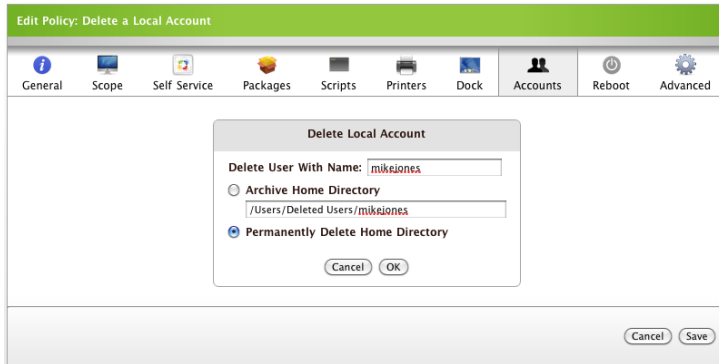 Edit Policy: Delete a Local Account
General Scope Self Service Packages Scripts Printers Dock Accounts Reboot Advanced
Delete Local Account
Delete User With Name: mikejones
Archive Home Directory
/Users/Deleted Users/mikejones
Permanently Delete Home Directory
Cancel OK
Cancel Save